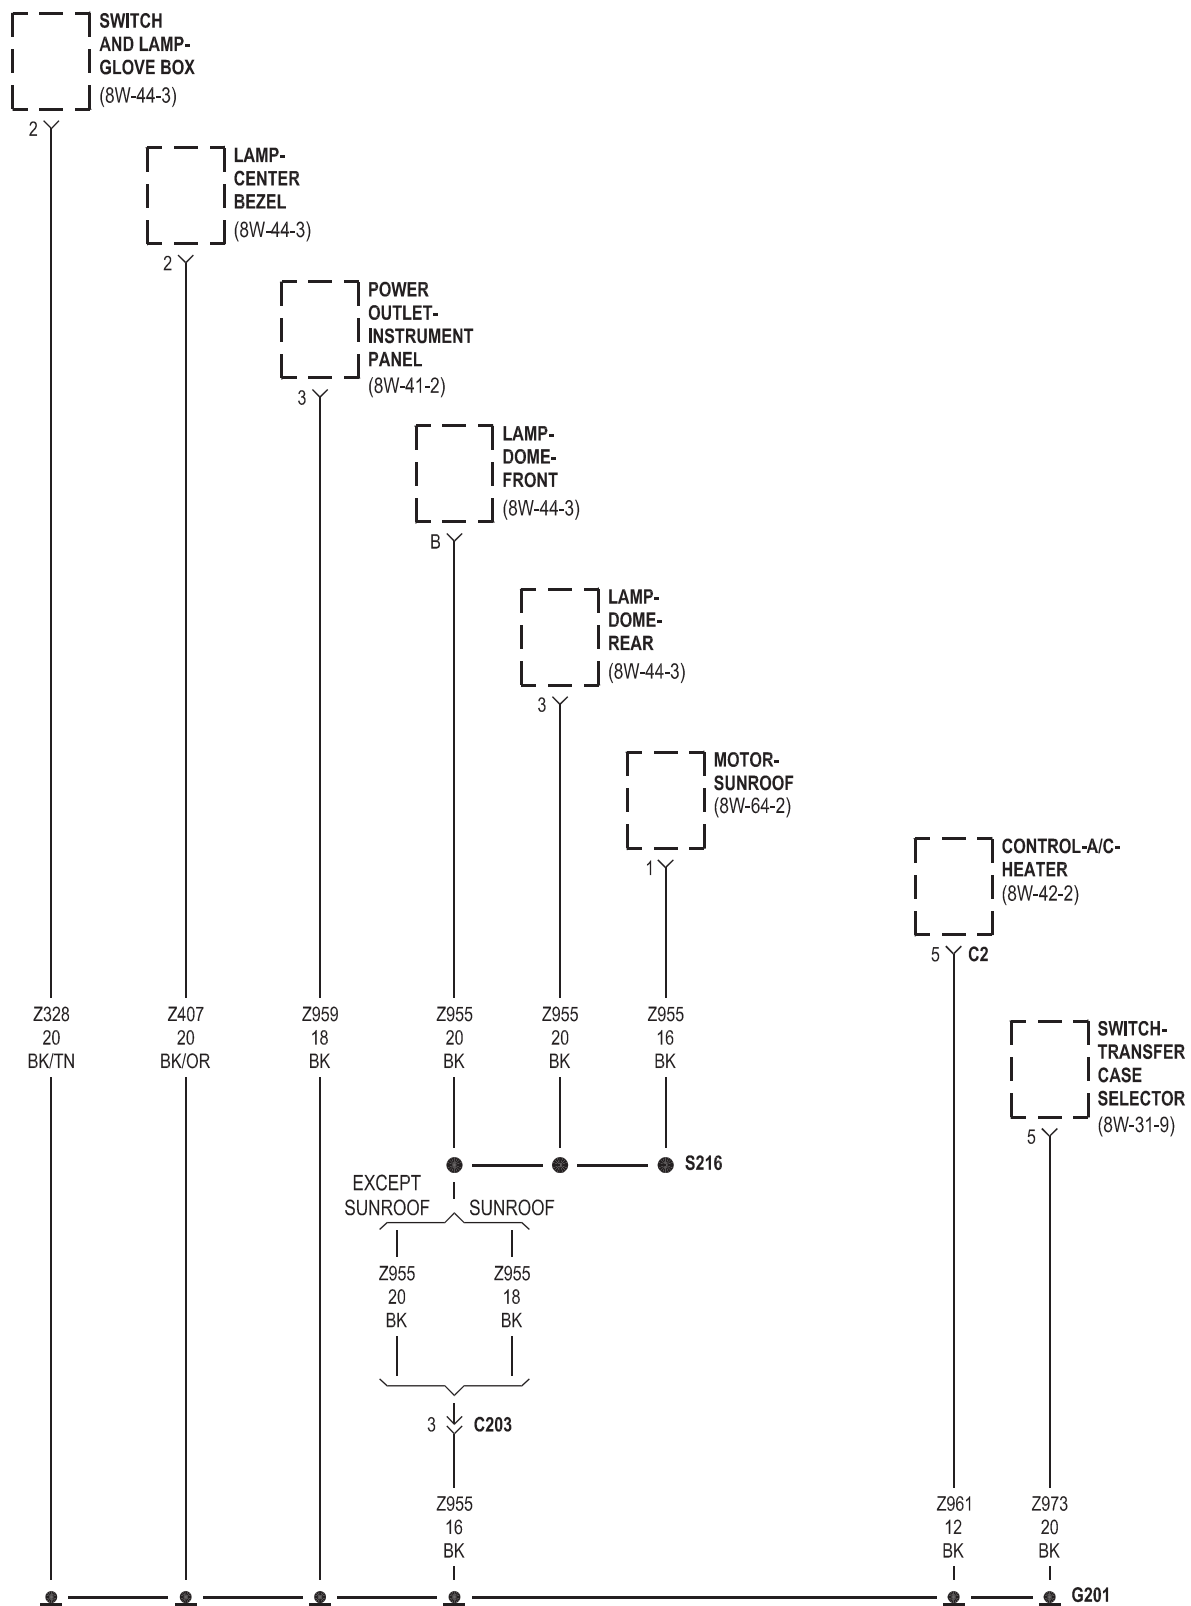 SWITCH
AND LAMP-
GLOVE BOX
(8W-44-3)
2
LAMP-
CENTER
BEZEL
(8W-44-3)
2
POWER
OUTLET-
INSTRUMENT
PANEL
(8W-41-2)
3
LAMP-
DOME-
FRONT
(8W-44-3)
B
LAMP-
DOME-
REAR
(8W-44-3)
3
MOTOR-
SUNROOF
(8W-64-2)
1
CONTROL-A/C-
HEATER
(8W-42-2)
5 C2
Z328
20
BK/TN
Z407
20
BK/OR
Z959
18
BK
Z955
20
BK
Z955
20
BK
Z955
16
BK
SWITCH-
TRANSFER
CASE
SELECTOR
(8W-31-9)
5
S216
EXCEPT
SUNROOF
SUNROOF
Z955
20
BK
Z955
18
BK
3 C203
Z955
16
BK
Z961
12
BK
Z973
20
BK
G201